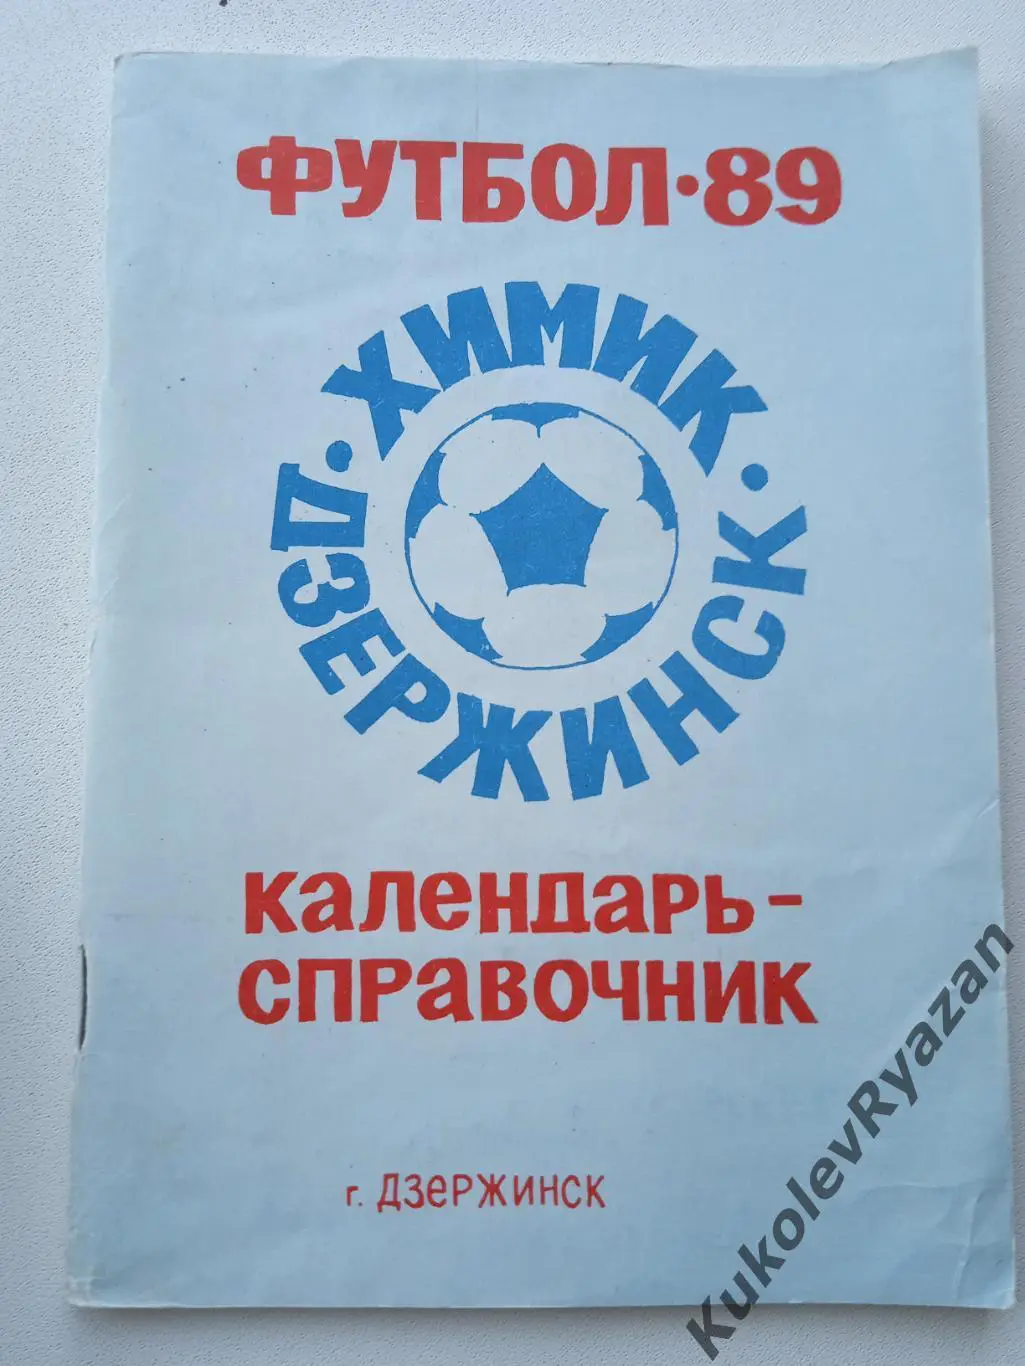 ФУТБОЛ·89
·ХИМИК·
ДЗЕРЖИНСК
КАЛЕНДАРЬ-
СПРАВОЧНИК
г. ДЗЕРЖИНСК
KukolevRyazan